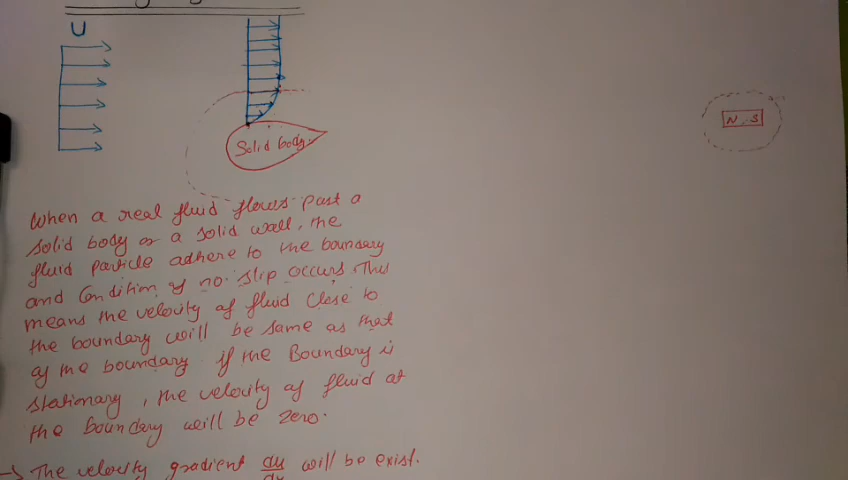 U
Solid body
N S
When a real fluid flows past a
solid body or a solid wall, the
fluid particle adhere to the boundary
and Condition of no slip occurs. This
means the velocity of fluid close to
the boundary will be same as that
of the boundary if the Boundary is
stationary, the velocity of fluid at
the boundary will be zero.
→ The velocity gradient du will be exist.